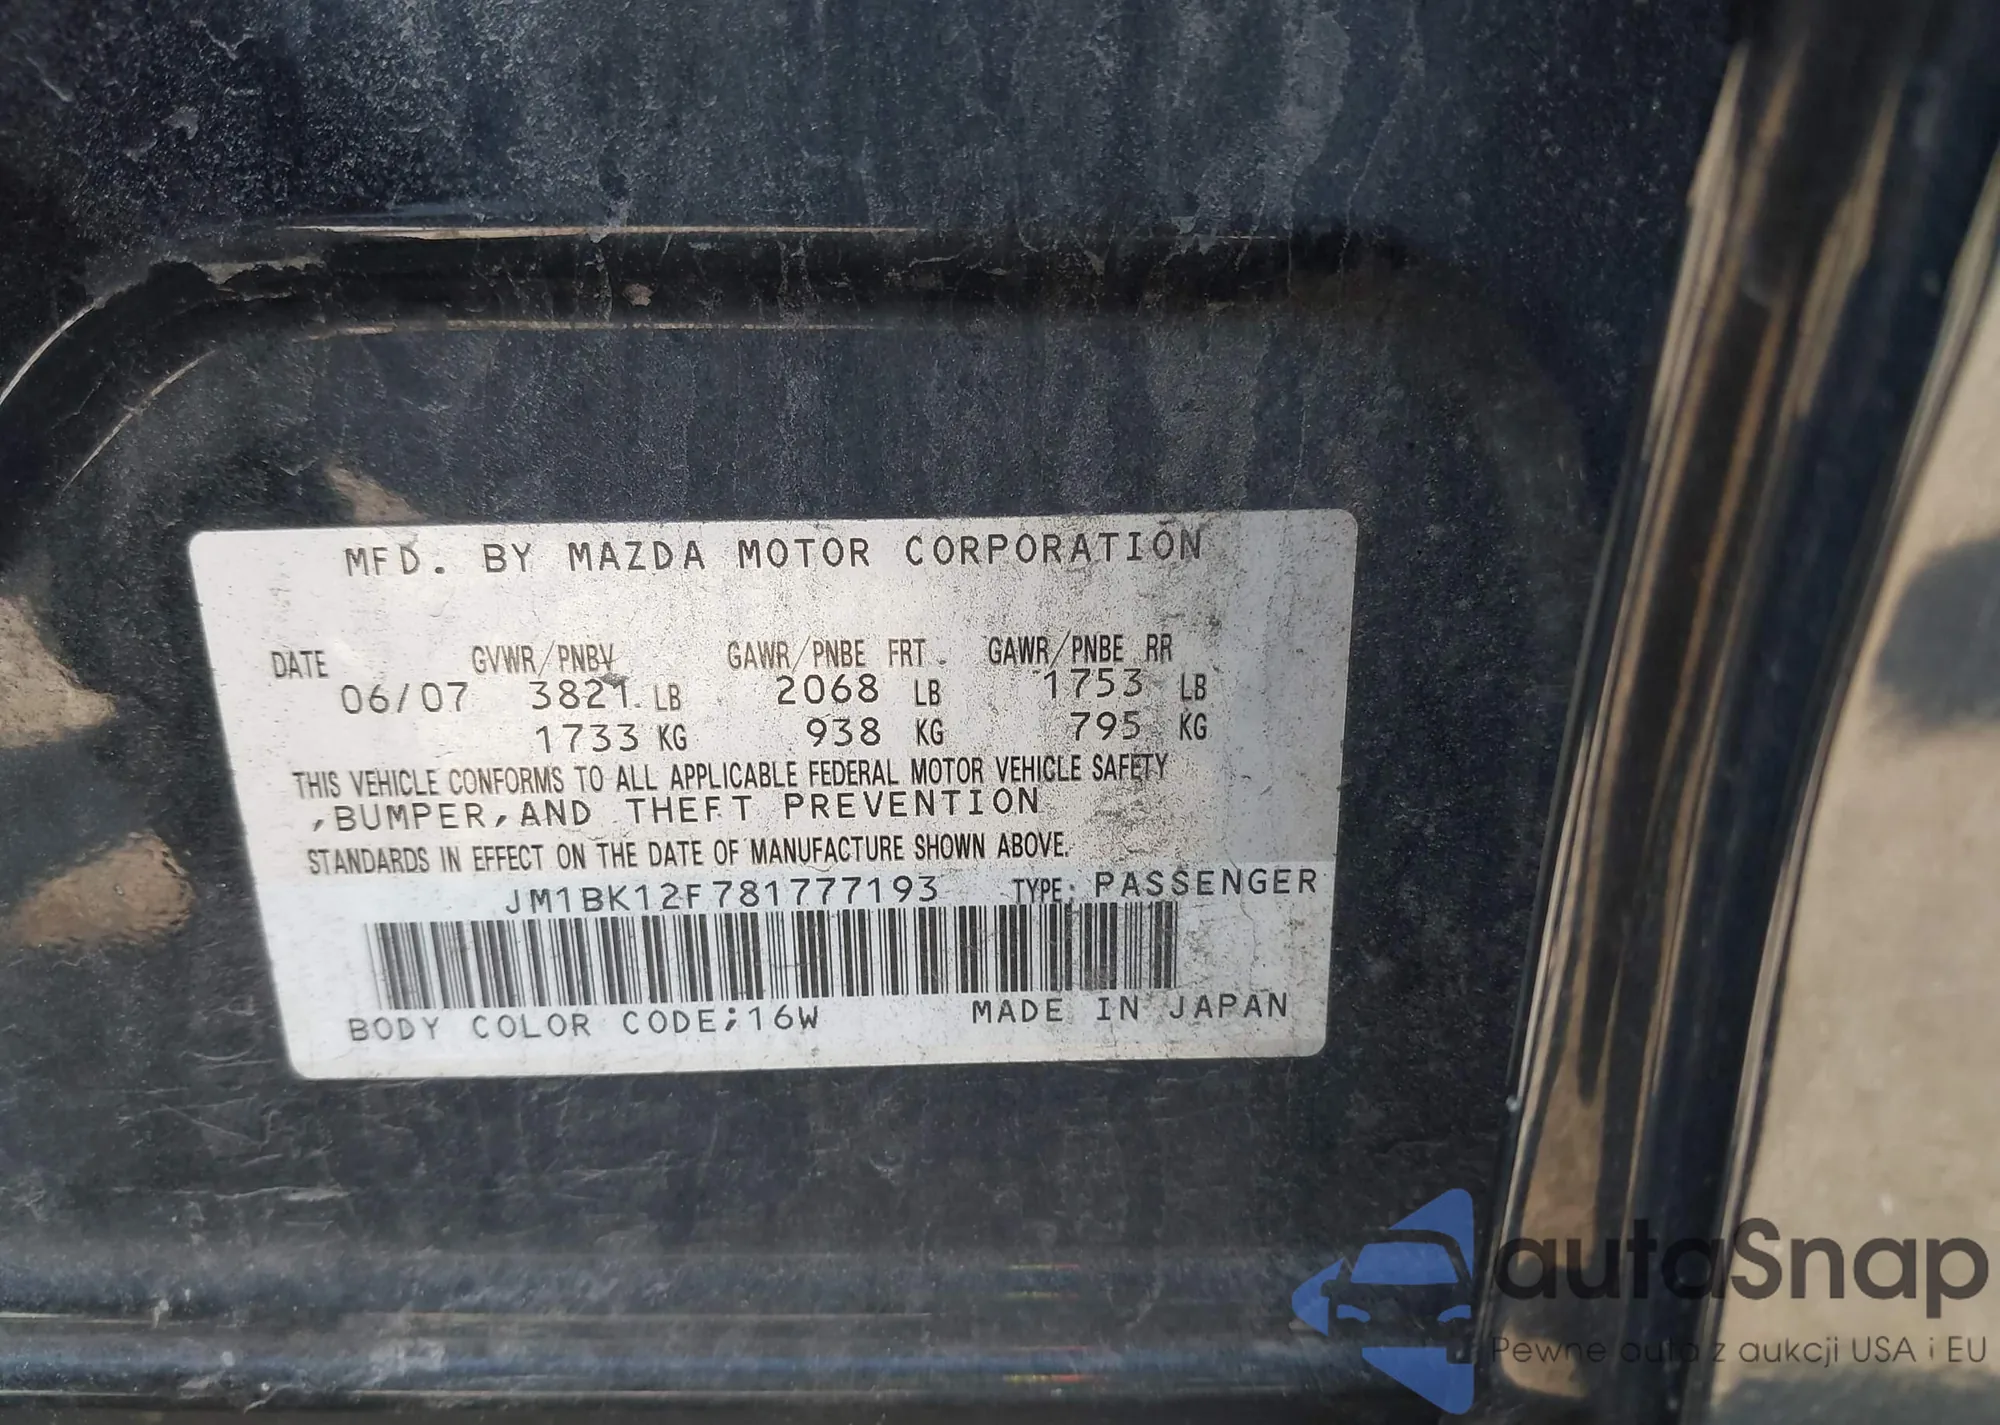 MFD. BY MAZDA MOTOR CORPORATION
DATE GVWR/PNBV GAWR/PNBE FRT. GAWR/PNBE RR
06/07 3821. LB 2068 LB 1753 LB
1733 KG 938 KG 795 KG
THIS VEHICLE CONFORMS TO ALL APPLICABLE FEDERAL MOTOR VEHICLE SAFETY
,BUMPER,AND THEFT PREVENTION
STANDARDS IN EFFECT ON THE DATE OF MANUFACTURE SHOWN ABOVE.
JM1BK12F781777193 TYPE: PASSENGER
BODY COLOR CODE;16W MADE IN JAPAN
autaSnap
Pewne auta z aukcji USA i EU